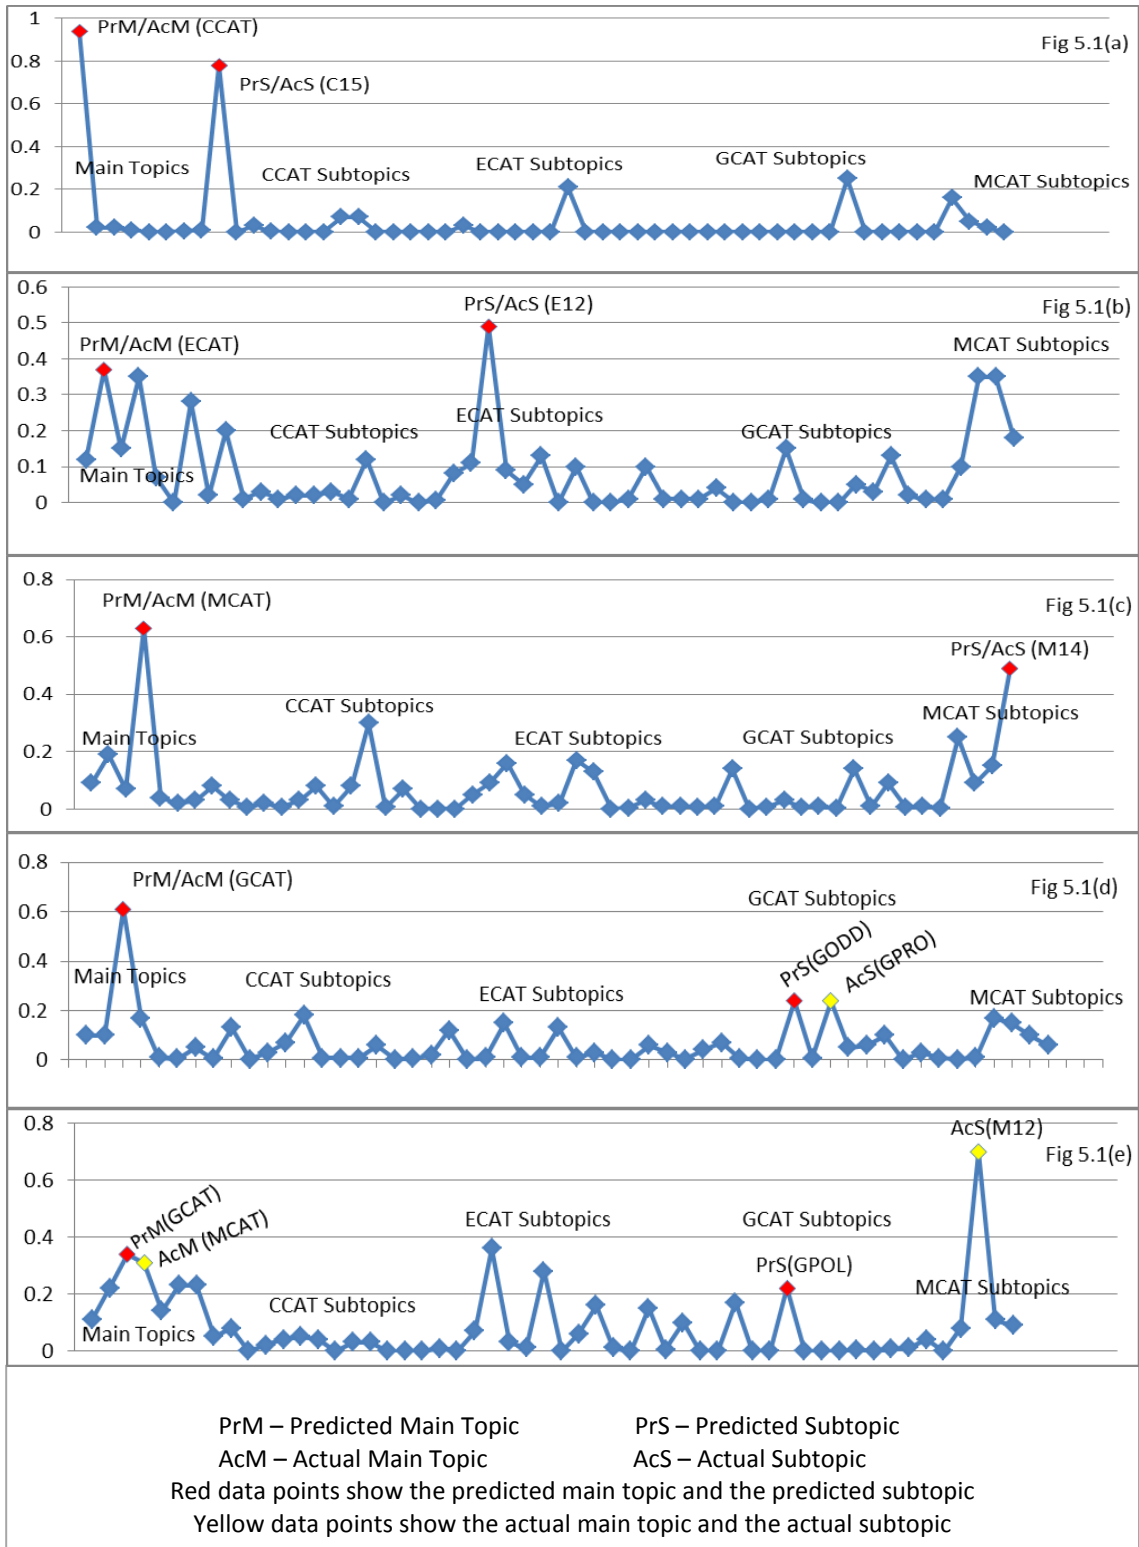 1
PrM/AcM (CCAT)
Fig 5.1(a)
0.8
PrS/AcS (C15)
0.6
0.4
Main Topics
CCAT Subtopics
ECAT Subtopics
GCAT Subtopics
MCAT Subtopics
0.2
0
0.6
PrS/AcS (E12)
Fig 5.1(b)
0.5
PrM/AcM (ECAT)
MCAT Subtopics
0.4
0.3
ECAT Subtopics
CCAT Subtopics
GCAT Subtopics
0.2
0.1
Main Topics
0
0.8
PrM/AcM (MCAT)
Fig 5.1(c)
0.6
PrS/AcS (M14)
0.4
CCAT Subtopics
MCAT Subtopics
Main Topics
ECAT Subtopics
GCAT Subtopics
0.2
0
0.8
PrM/AcM (GCAT)
Fig 5.1(d)
GCAT Subtopics
0.6
PrS(GODD)
AcS(GPRO)
0.4
Main Topics
CCAT Subtopics
ECAT Subtopics
MCAT Subtopics
0.2
0
0.8
AcS(M12)
Fig 5.1(e)
0.6
PrM(GCAT)
AcM (MCAT)
ECAT Subtopics
GCAT Subtopics
0.4
PrS(GPOL)
MCAT Subtopics
0.2
CCAT Subtopics
Main Topics
0
PrM – Predicted Main Topic PrS – Predicted Subtopic
AcM – Actual Main Topic AcS – Actual Subtopic
Red data points show the predicted main topic and the predicted subtopic
Yellow data points show the actual main topic and the actual subtopic